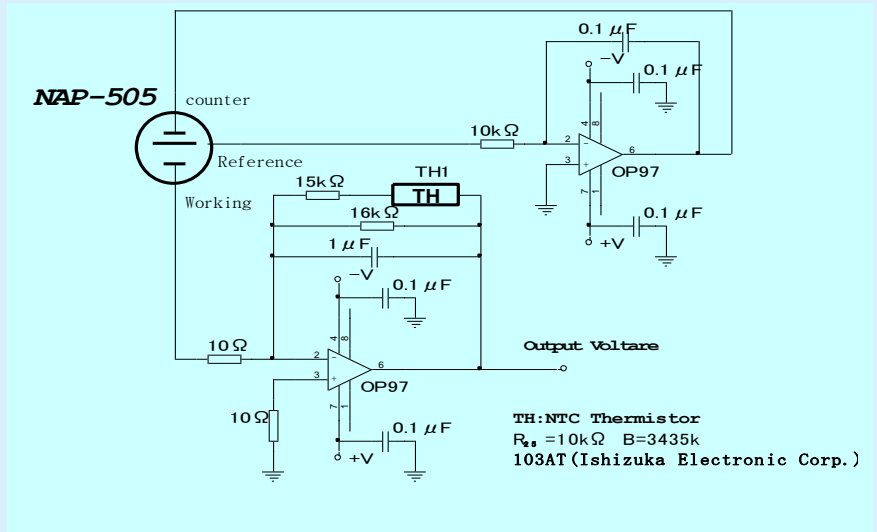 0.1 μF
−V
0.1 μF
NAP-505
counter
10kΩ
4
8
2
−
6
3
+
OP97
7
1
Reference
TH1
15kΩ
TH
Working
16kΩ
0.1 μF
+V
1 μF
−V
0.1 μF
4
8
10Ω
2
−
6
Output Voltare
3
+
OP97
7
1
10Ω
0.1 μF
+V
TH:NTC Thermistor
R₂₅ =10kΩ B=3435k
103AT(Ishizuka Electronic Corp.)